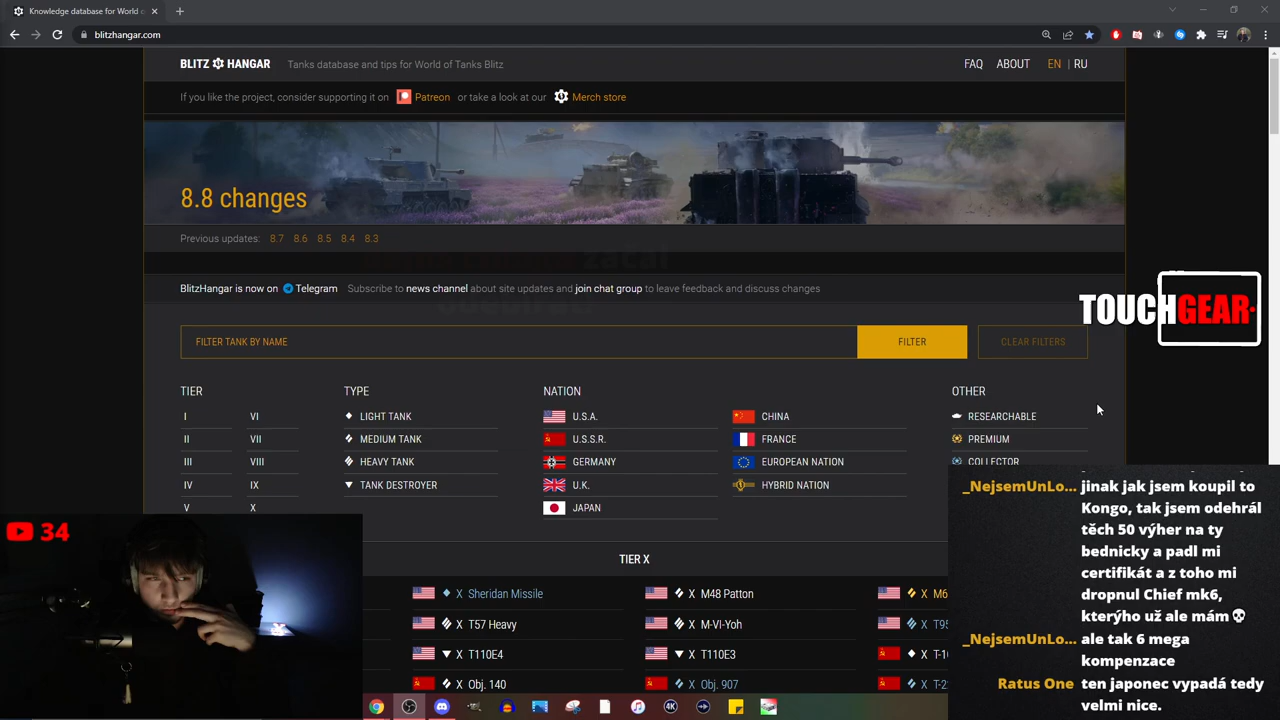 Knowledge database for World o
blitzhangar.com
BLITZ HANGAR
Tanks database and tips for World of Tanks Blitz
FAQ
ABOUT
EN | RU
If you like the project, consider supporting it on Patreon or take a look at our Merch store
8.8 changes
Previous updates: 8.7 8.6 8.5 8.4 8.3
začal
BlitzHangar is now on Telegram Subscribe to news channel about site updates and join chat group to leave feedback and discuss changes
TOUCHGEAR
FILTER TANK BY NAME
FILTER
CLEAR FILTERS
TIER
TYPE
NATION
OTHER
I
VI
LIGHT TANK
U.S.A.
CHINA
RESEARCHABLE
II
VII
MEDIUM TANK
U.S.S.R.
FRANCE
PREMIUM
III
VIII
HEAVY TANK
GERMANY
EUROPEAN NATION
COLLECTOR
IV
IX
TANK DESTROYER
U.K.
HYBRID NATION
V
X
JAPAN
TIER X
X Sheridan Missile
X M48 Patton
X M6
X T57 Heavy
X M-VI-Yoh
X T95
X T110E4
X T110E3
X T-10
X Obj. 140
X Obj. 907
X T-2
34
_NejsemUnLo... jinak jak jsem koupil to
Kongo, tak jsem odehrál
těch 50 výher na ty
bednicky a padl mi
certifikát a z toho mi
dropnul Chief mk6,
kterýho už ale mám💀
_NejsemUnLo... ale tak 6 mega
kompenzace
Ratus One ten japonec vypadá tedy
velmi nice.